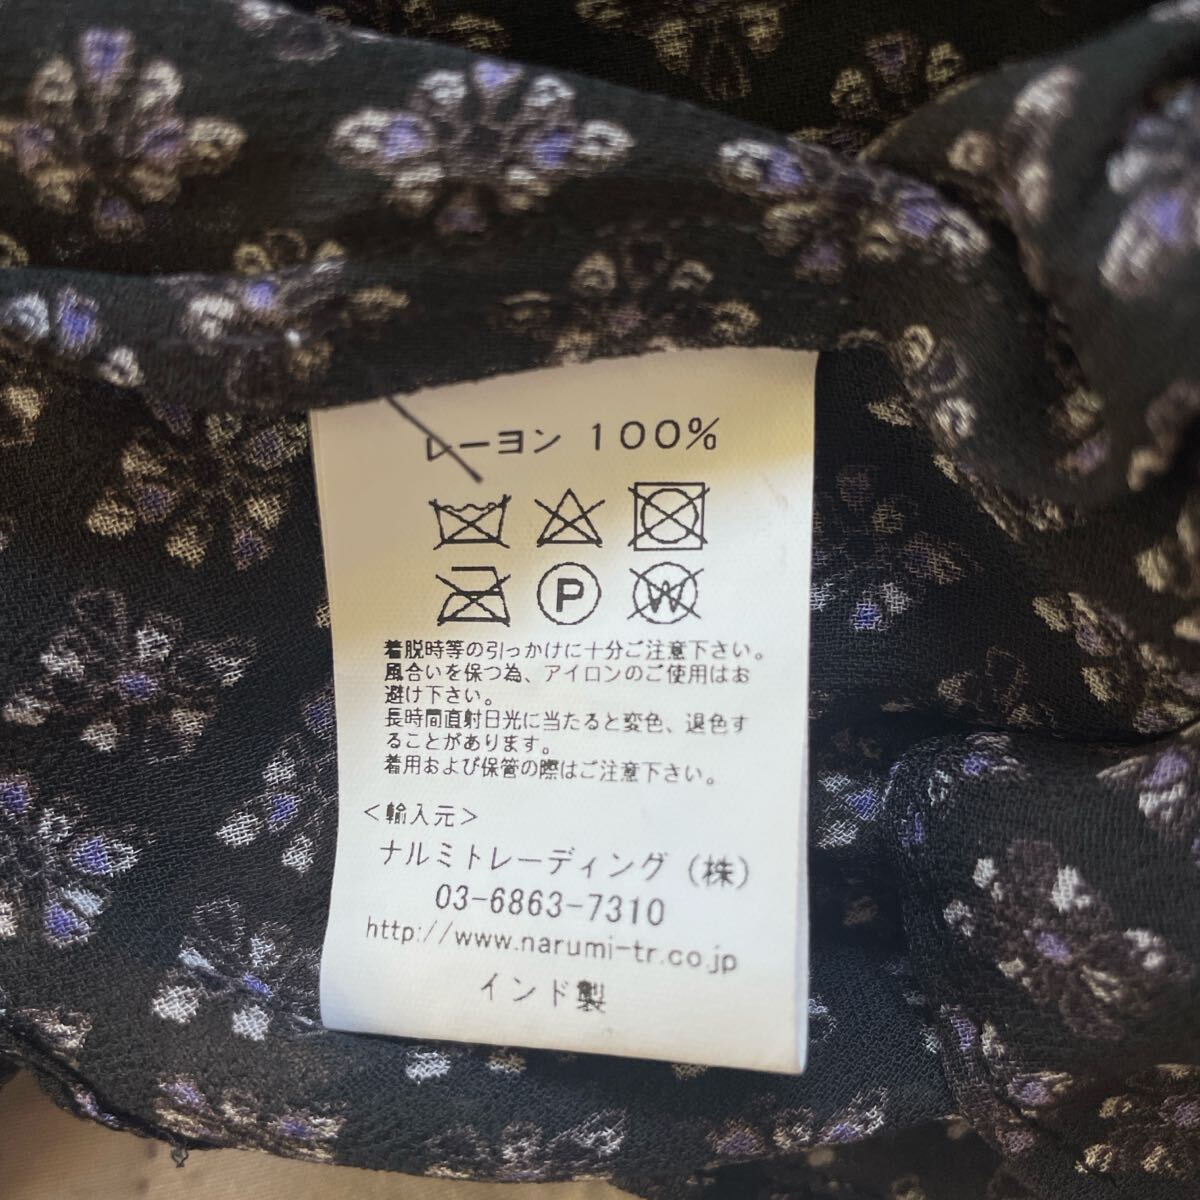 レーヨン 100%
P
W
着脱時等の引っかけに十分ご注意下さい。
風合いを保つ為、アイロンのご使用はお
避け下さい。
長時間直射日光に当たると変色、退色す
ることがあります。
着用および保管の際はご注意下さい。
<輸入元>
ナルミトレーディング(株)
03-6863-7310
http://www.narumi-tr.co.jp
インド製